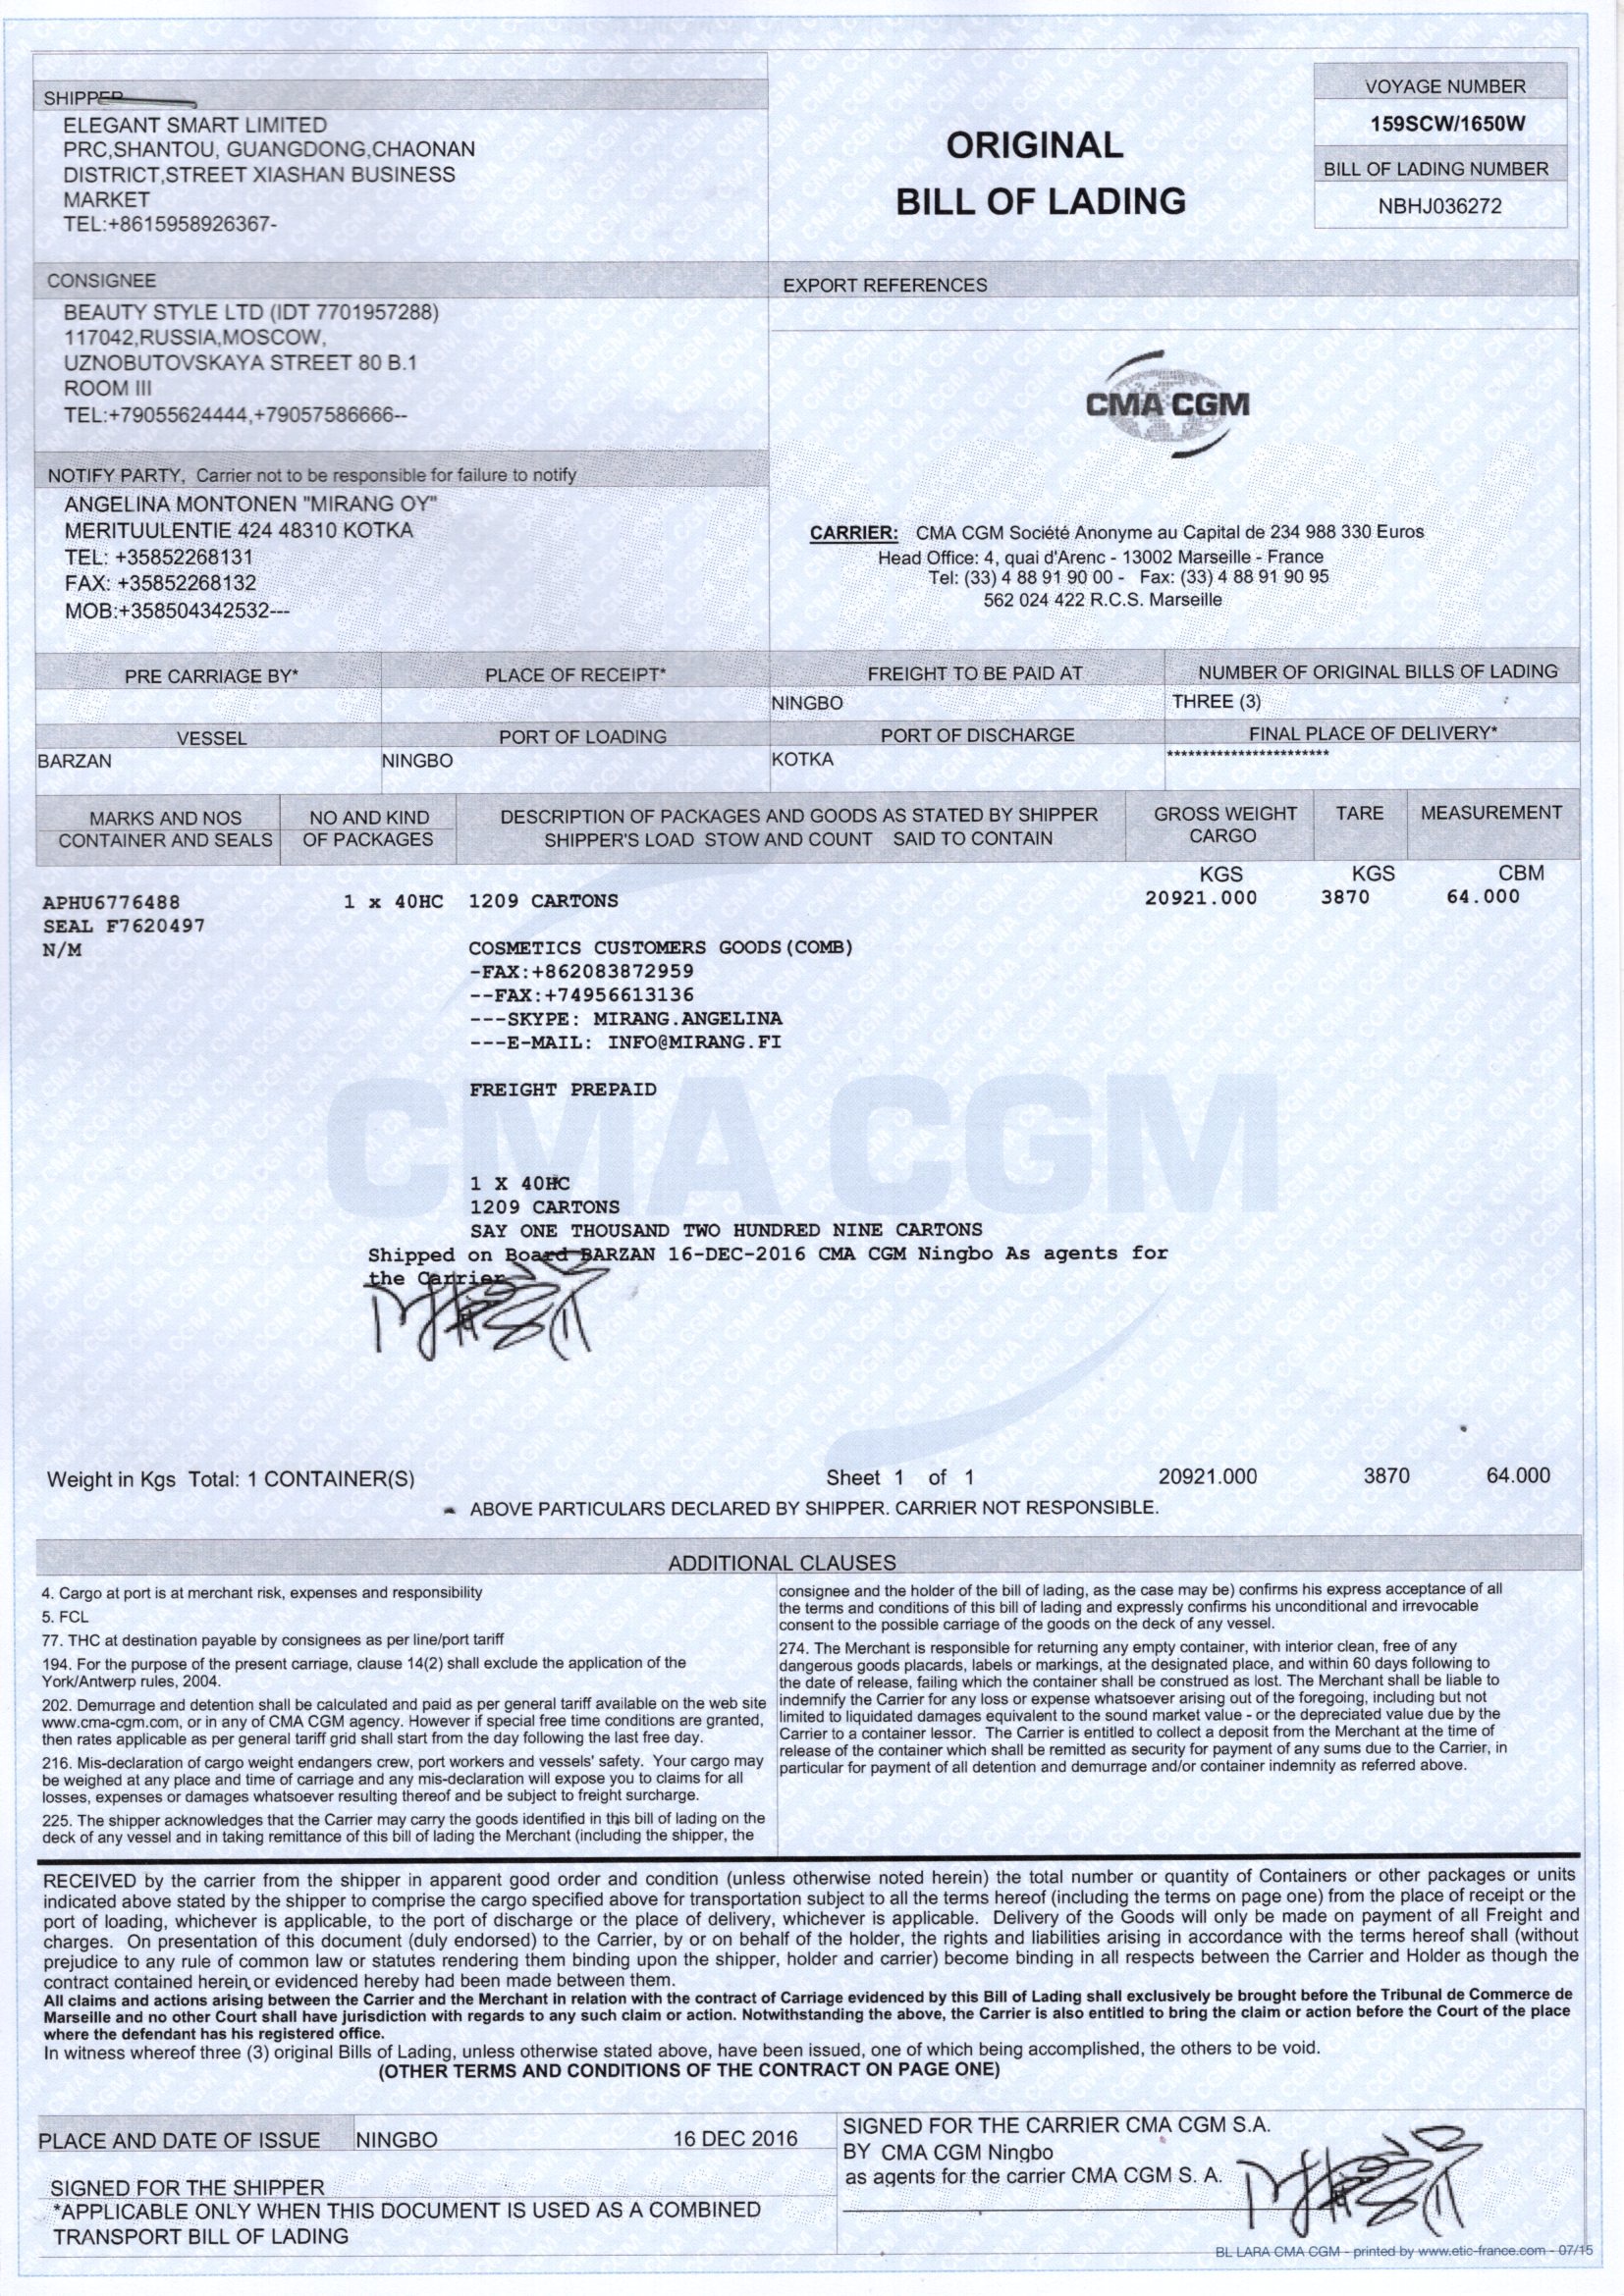 SHIPPER
ELEGANT SMART LIMITED
PRC,SHANTOU, GUANGDONG,CHAONAN
DISTRICT,STREET XIASHAN BUSINESS
MARKET
TEL:+8615958926367-
ORIGINAL
BILL OF LADING
VOYAGE NUMBER
159SCW/1650W
BILL OF LADING NUMBER
NBHJ036272
CONSIGNEE
BEAUTY STYLE LTD (IDT 7701957288)
117042,RUSSIA,MOSCOW,
UZNOBUTOVSKAYA STREET 80 B.1
ROOM III
TEL:+79055624444,+79057586666--
EXPORT REFERENCES
CMA CGM
NOTIFY PARTY, Carrier not to be responsible for failure to notify
ANGELINA MONTONEN "MIRANG OY"
MERITUULENTIE 424 48310 KOTKA
TEL: +35852268131
FAX: +35852268132
MOB:+358504342532---
CARRIER: CMA CGM Société Anonyme au Capital de 234 988 330 Euros
Head Office: 4, quai d'Arenc - 13002 Marseille - France
Tel: (33) 4 88 91 90 00 - Fax: (33) 4 88 91 90 95
562 024 422 R.C.S. Marseille
PRE CARRIAGE BY* PLACE OF RECEIPT* FREIGHT TO BE PAID AT NUMBER OF ORIGINAL BILLS OF LADING
NINGBO THREE (3)
VESSEL PORT OF LOADING PORT OF DISCHARGE FINAL PLACE OF DELIVERY*
BARZAN NINGBO KOTKA ***********************
MARKS AND NOS NO AND KIND DESCRIPTION OF PACKAGES AND GOODS AS STATED BY SHIPPER GROSS WEIGHT TARE MEASUREMENT
CONTAINER AND SEALS OF PACKAGES SHIPPER'S LOAD STOW AND COUNT SAID TO CONTAIN CARGO
KGS KGS CBM
APHU6776488 1 x 40HC 1209 CARTONS 20921.000 3870 64.000
SEAL F7620497
N/M COSMETICS CUSTOMERS GOODS(COMB)
-FAX:+862083872959
--FAX:+74956613136
---SKYPE: MIRANG.ANGELINA
---E-MAIL: INFO@MIRANG.FI
FREIGHT PREPAID
CMA CGM
1 X 40HC
1209 CARTONS
SAY ONE THOUSAND TWO HUNDRED NINE CARTONS
Shipped on Board BARZAN 16-DEC-2016 CMA CGM Ningbo As agents for
the Carrier
Weight in Kgs Total: 1 CONTAINER(S) Sheet 1 of 1 20921.000 3870 64.000
ABOVE PARTICULARS DECLARED BY SHIPPER. CARRIER NOT RESPONSIBLE.
ADDITIONAL CLAUSES
4. Cargo at port is at merchant risk, expenses and responsibility
5. FCL
77. THC at destination payable by consignees as per line/port tariff
194. For the purpose of the present carriage, clause 14(2) shall exclude the application of the
York/Antwerp rules, 2004.
202. Demurrage and detention shall be calculated and paid as per general tariff available on the web site
www.cma-cgm.com, or in any of CMA CGM agency. However if special free time conditions are granted,
then rates applicable as per general tariff grid shall start from the day following the last free day.
216. Mis-declaration of cargo weight endangers crew, port workers and vessels' safety. Your cargo may
be weighed at any place and time of carriage and any mis-declaration will expose you to claims for all
losses, expenses or damages whatsoever resulting thereof and be subject to freight surcharge.
225. The shipper acknowledges that the Carrier may carry the goods identified in this bill of lading on the
deck of any vessel and in taking remittance of this bill of lading the Merchant (including the shipper, the
consignee and the holder of the bill of lading, as the case may be) confirms his express acceptance of all
the terms and conditions of this bill of lading and expressly confirms his unconditional and irrevocable
consent to the possible carriage of the goods on the deck of any vessel.
274. The Merchant is responsible for returning any empty container, with interior clean, free of any
dangerous goods placards, labels or markings, at the designated place, and within 60 days following to
the date of release, failing which the container shall be construed as lost. The Merchant shall be liable to
indemnify the Carrier for any loss or expense whatsoever arising out of the foregoing, including but not
limited to liquidated damages equivalent to the sound market value - or the depreciated value due by the
Carrier to a container lessor. The Carrier is entitled to collect a deposit from the Merchant at the time of
release of the container which shall be remitted as security for payment of any sums due to the Carrier, in
particular for payment of all detention and demurrage and/or container indemnity as referred above.
RECEIVED by the carrier from the shipper in apparent good order and condition (unless otherwise noted herein) the total number or quantity of Containers or other packages or units
indicated above stated by the shipper to comprise the cargo specified above for transportation subject to all the terms hereof (including the terms on page one) from the place of receipt or the
port of loading, whichever is applicable, to the port of discharge or the place of delivery, whichever is applicable. Delivery of the Goods will only be made on payment of all Freight and
charges. On presentation of this document (duly endorsed) to the Carrier, by or on behalf of the holder, the rights and liabilities arising in accordance with the terms hereof shall (without
prejudice to any rule of common law or statutes rendering them binding upon the shipper, holder and carrier) become binding in all respects between the Carrier and Holder as though the
contract contained herein or evidenced hereby had been made between them.
All claims and actions arising between the Carrier and the Merchant in relation with the contract of Carriage evidenced by this Bill of Lading shall exclusively be brought before the Tribunal de Commerce de
Marseille and no other Court shall have jurisdiction with regards to any such claim or action. Notwithstanding the above, the Carrier is also entitled to bring the claim or action before the Court of the place
where the defendant has his registered office.
In witness whereof three (3) original Bills of Lading, unless otherwise stated above, have been issued, one of which being accomplished, the others to be void.
(OTHER TERMS AND CONDITIONS OF THE CONTRACT ON PAGE ONE)
PLACE AND DATE OF ISSUE NINGBO 16 DEC 2016
SIGNED FOR THE SHIPPER
*APPLICABLE ONLY WHEN THIS DOCUMENT IS USED AS A COMBINED
TRANSPORT BILL OF LADING
SIGNED FOR THE CARRIER CMA CGM S.A.
BY CMA CGM Ningbo
as agents for the carrier CMA CGM S. A.
BL LARA CMA CGM - printed by www.etic-france.com - 07/15